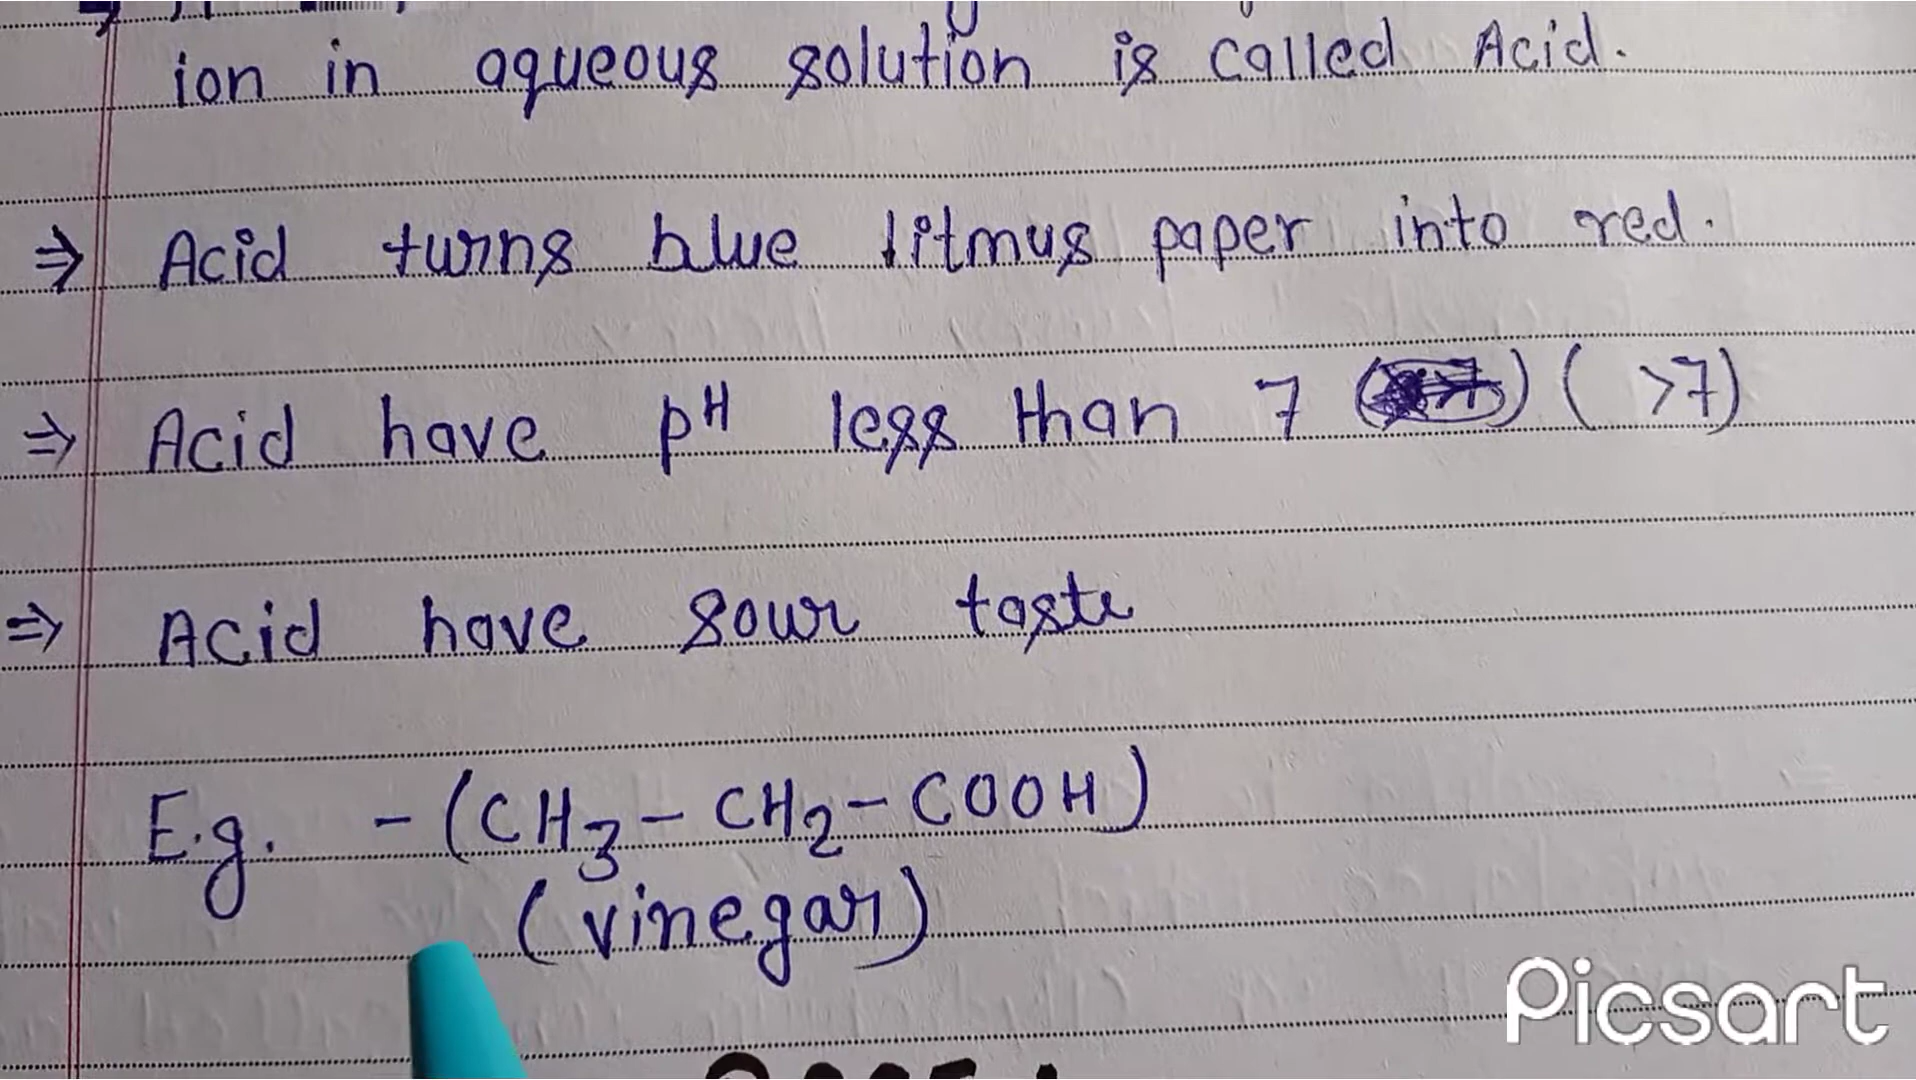 ion in aqueous solution is called Acid.
⇒ Acid turns blue litmus paper into red.
⇒ Acid have pH less than 7 ( >7)
⇒ Acid have sour taste
E.g. - (CH3 - CH2 - COOH)
(vinegar)
Picsart